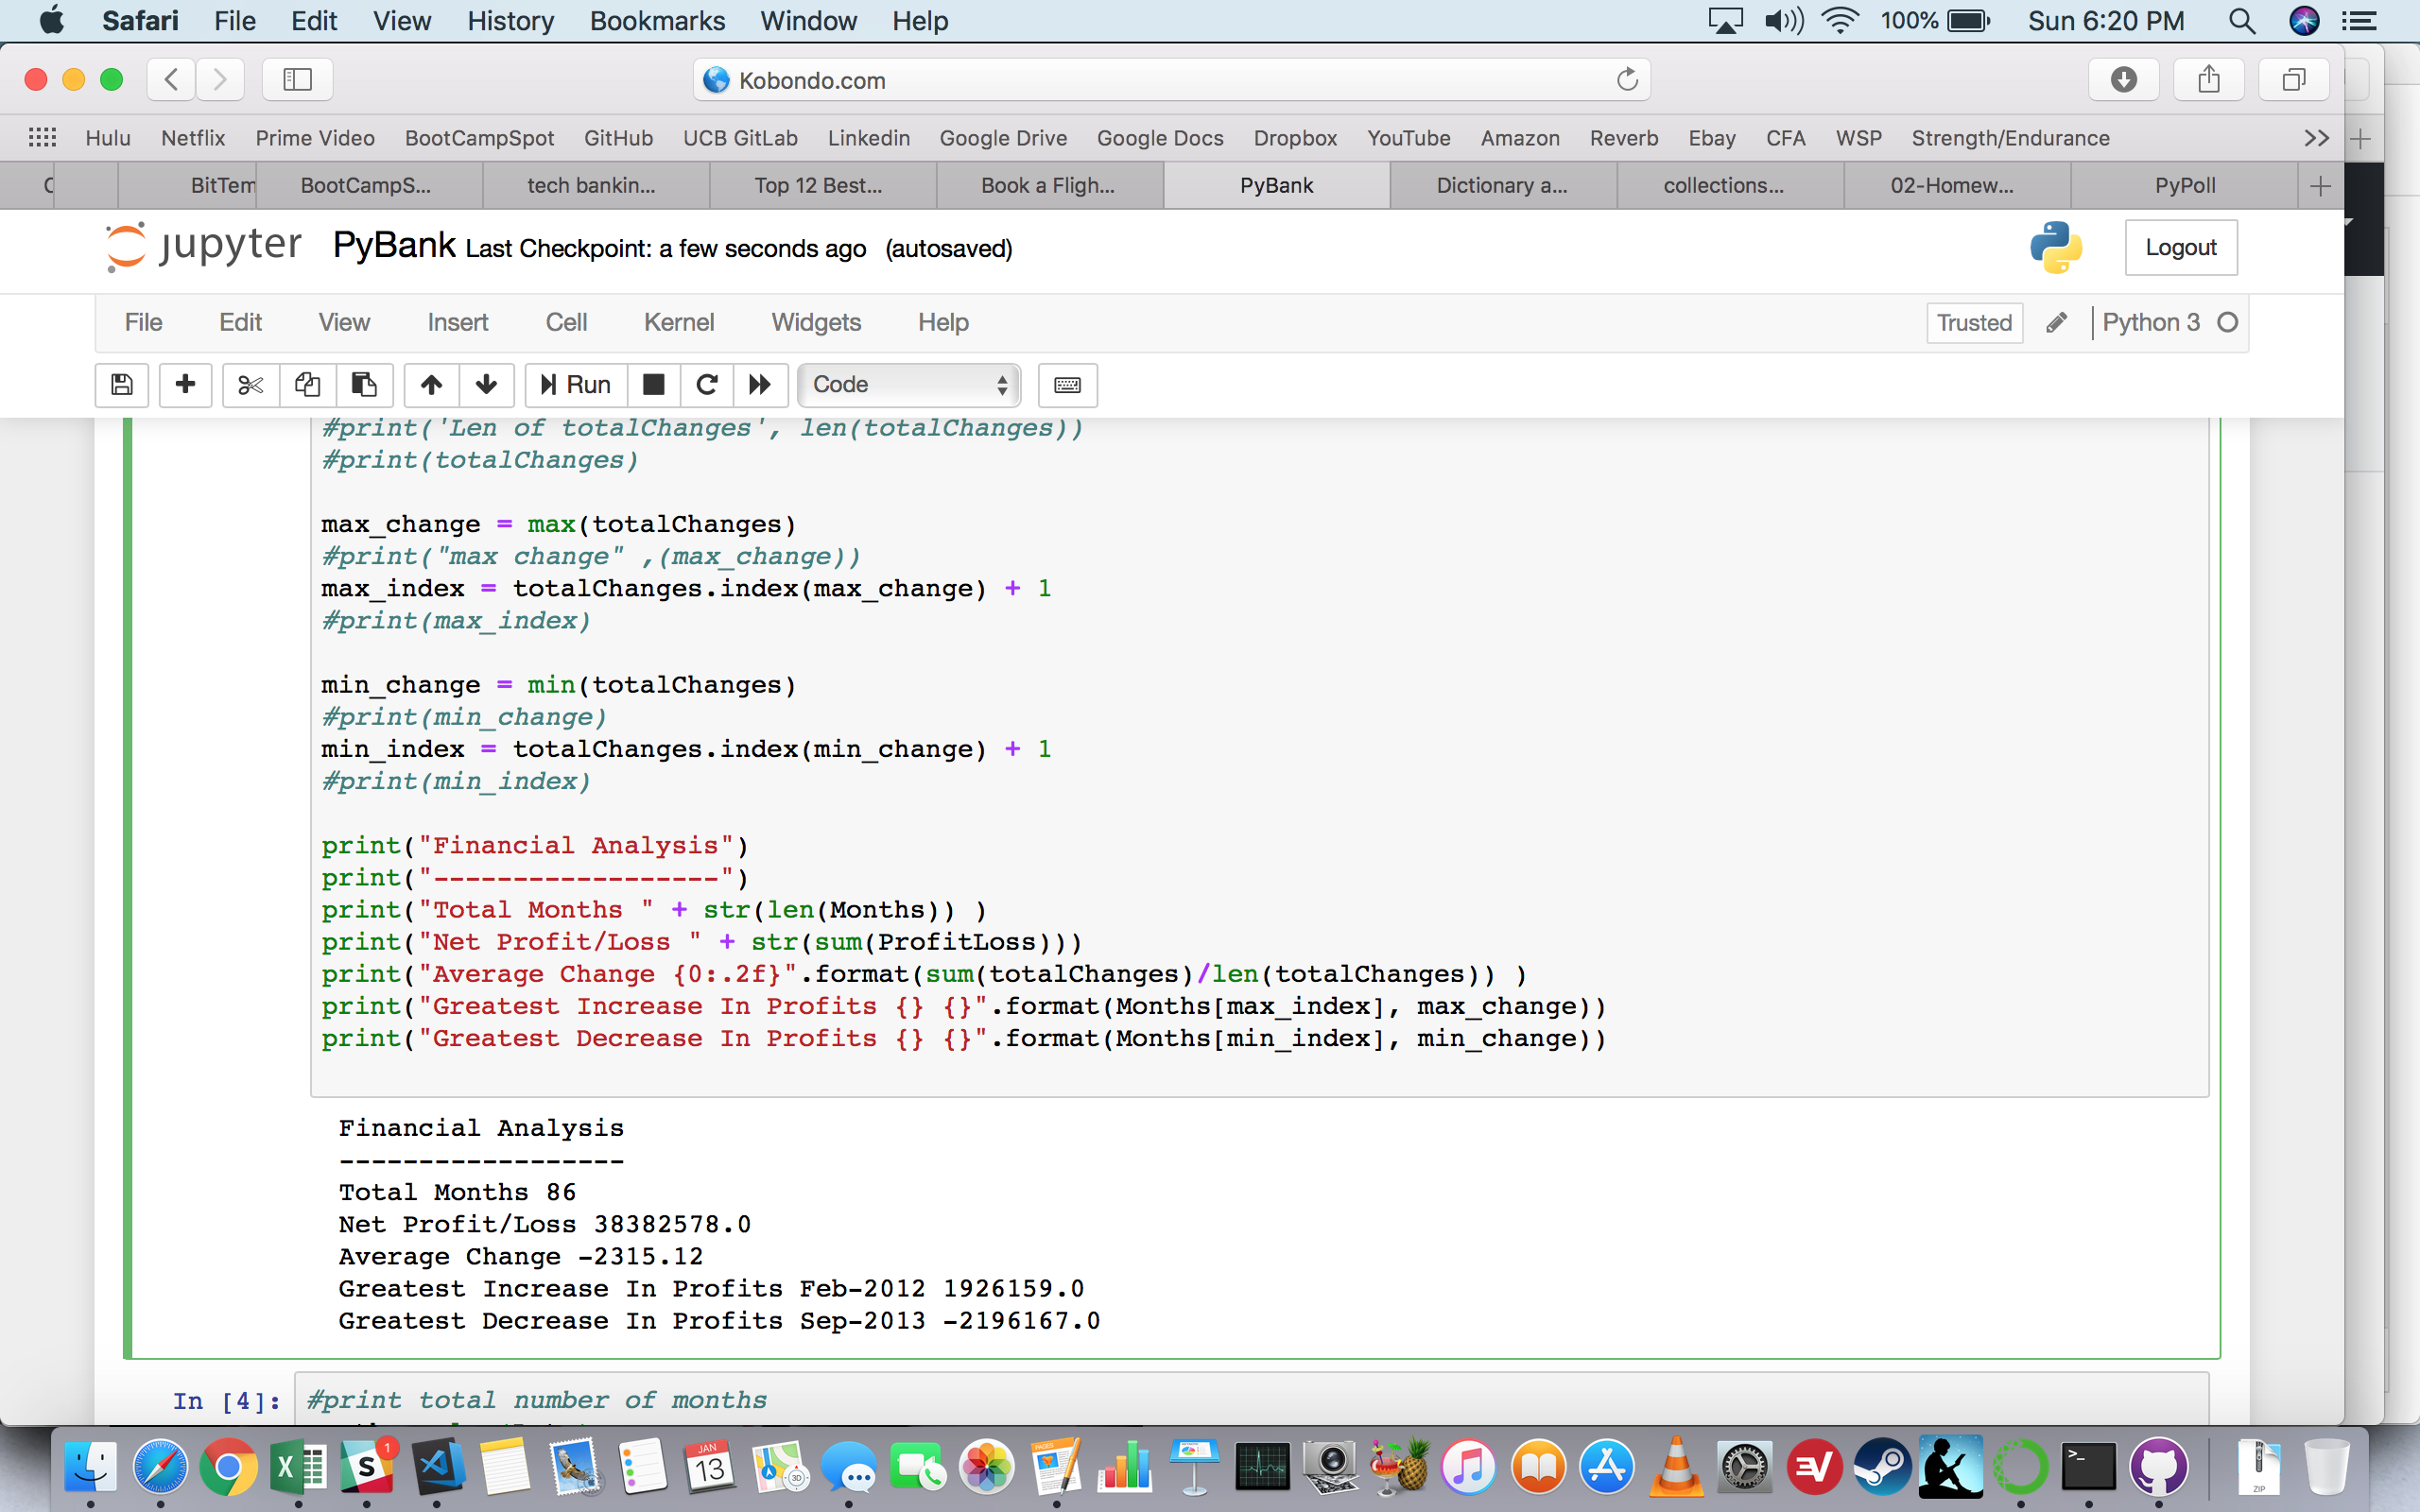 Safari File Edit View History Bookmarks Window Help 100% Sun 6:20 PM
Kobondo.com
Hulu Netflix Prime Video BootCampSpot GitHub UCB GitLab Linkedin Google Drive Google Docs Dropbox YouTube Amazon Reverb Ebay CFA WSP Strength/Endurance >>
BitTem BootCampS... tech bankin... Top 12 Best... Book a Fligh... PyBank Dictionary a... collections... 02-Homew... PyPoll
jupyter PyBank Last Checkpoint: a few seconds ago (autosaved) Logout
File Edit View Insert Cell Kernel Widgets Help Trusted Python 3
Run Code
#print('Len of totalChanges', len(totalChanges))
#print(totalChanges)
max_change = max(totalChanges)
#print("max change" ,(max_change))
max_index = totalChanges.index(max_change) + 1
#print(max_index)
min_change = min(totalChanges)
#print(min_change)
min_index = totalChanges.index(min_change) + 1
#print(min_index)
print("Financial Analysis")
print("------------------")
print("Total Months " + str(len(Months)) )
print("Net Profit/Loss " + str(sum(ProfitLoss)))
print("Average Change {0:.2f}".format(sum(totalChanges)/len(totalChanges)) )
print("Greatest Increase In Profits {} {}".format(Months[max_index], max_change))
print("Greatest Decrease In Profits {} {}".format(Months[min_index], min_change))
Financial Analysis
------------------
Total Months 86
Net Profit/Loss 38382578.0
Average Change -2315.12
Greatest Increase In Profits Feb-2012 1926159.0
Greatest Decrease In Profits Sep-2013 -2196167.0
In [4]: #print total number of months
1
JAN
13
PAGES
3D
ZIP